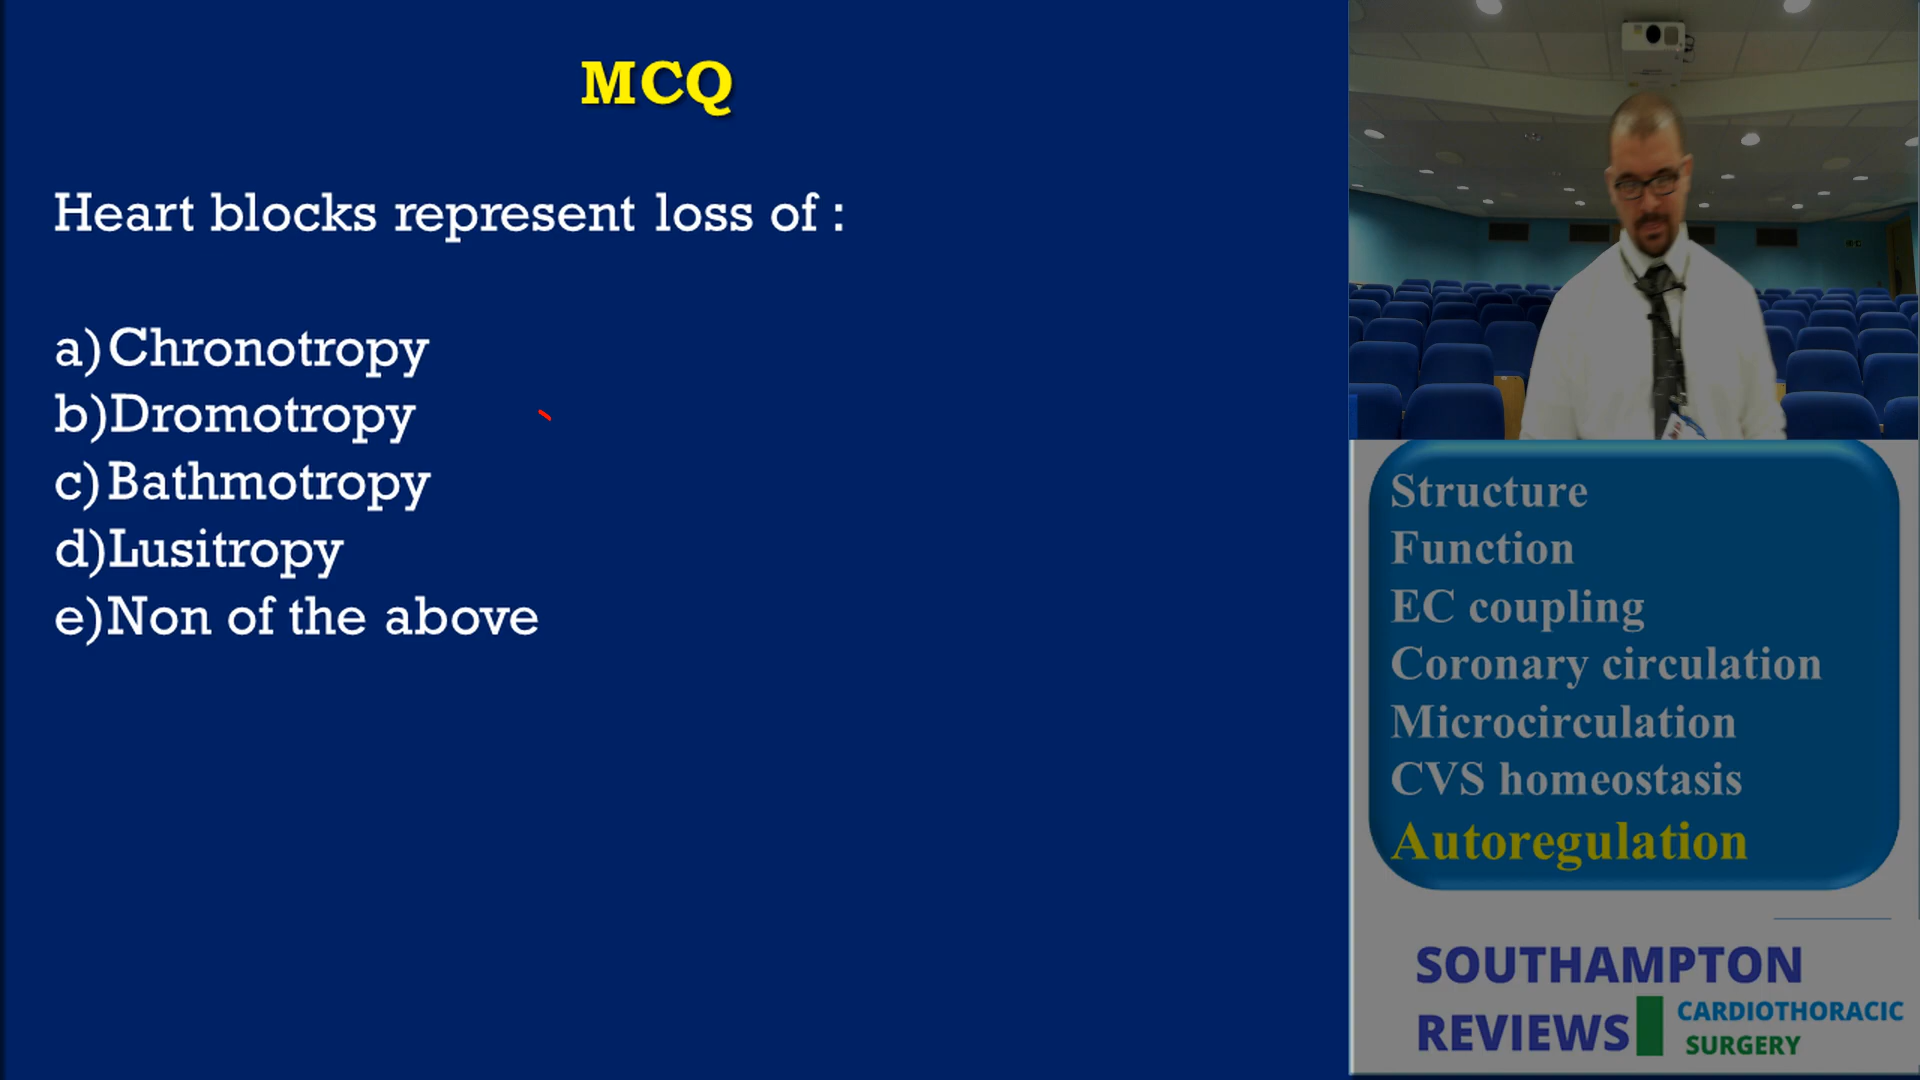 MCQ
Heart blocks represent loss of :
a) Chronotropy
b) Dromotropy
c) Bathmotropy
d) Lusitropy
e) Non of the above
Structure
Function
EC coupling
Coronary circulation
Microcirculation
CVS homeostasis
Autoregulation
SOUTHAMPTON
REVIEWS CARDIOTHORACIC
SURGERY